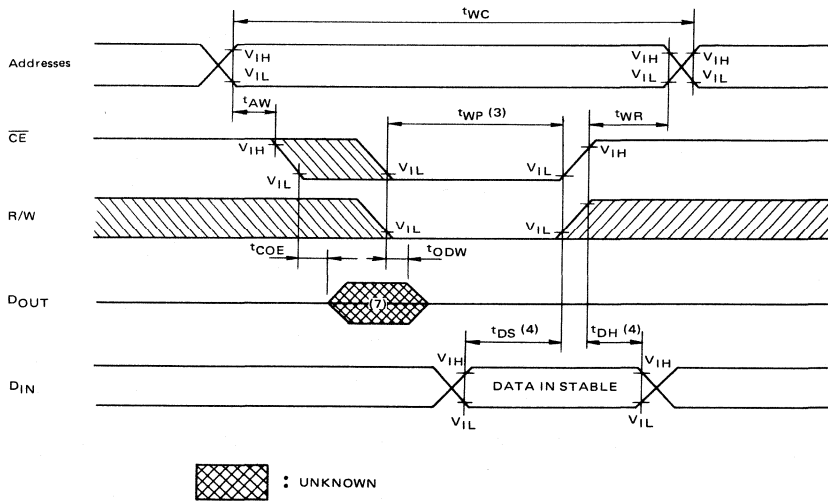 tWC
Addresses
VIH
VIL
VIH
VIL
VIH
VIL
tAW
tWP (3)
tWR
CE
VIH
VIL
VIL
VIL
VIH
R/W
VIL
VIL
tCOE
tODW
DOUT
(7)
tDS (4)
tDH (4)
DIN
VIH
VIL
DATA IN STABLE
VIH
VIL
: UNKNOWN